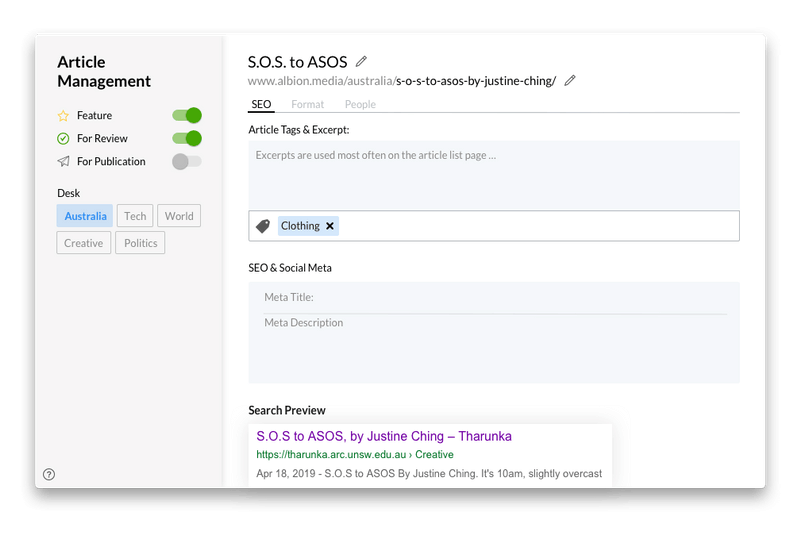 Article
Management
Feature
For Review
For Publication
Desk
Australia
Tech
World
Creative
Politics
S.O.S. to ASOS
www.albion.media/australia/s-o-s-to-asos-by-justine-ching/
SEO Format People
Article Tags & Excerpt:
Excerpts are used most often on the article list page ...
Clothing
SEO & Social Meta
Meta Title:
Meta Description
Search Preview
S.O.S to ASOS, by Justine Ching – Tharunka
https://tharunka.arc.unsw.edu.au › Creative
Apr 18, 2019 - S.O.S to ASOS By Justine Ching. It's 10am, slightly overcast